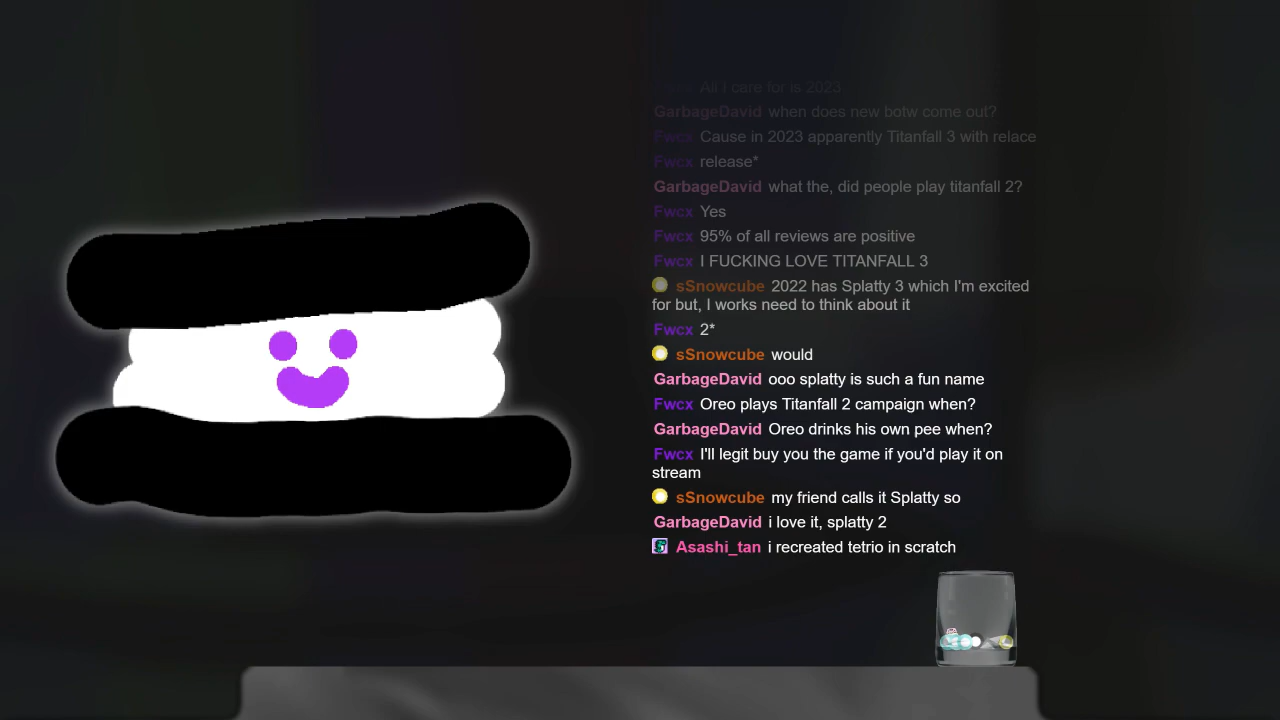 All I care for is 2023
GarbageDavid when does new botw come out?
Fwcx Cause in 2023 apparently Titanfall 3 with relace
Fwcx release*
GarbageDavid what the, did people play titanfall 2?
Fwcx Yes
Fwcx 95% of all reviews are positive
Fwcx I FUCKING LOVE TITANFALL 3
sSnowcube 2022 has Splatty 3 which I'm excited
for but, I works need to think about it
Fwcx 2*
sSnowcube would
GarbageDavid ooo splatty is such a fun name
Fwcx Oreo plays Titanfall 2 campaign when?
GarbageDavid Oreo drinks his own pee when?
Fwcx I'll legit buy you the game if you'd play it on
stream
sSnowcube my friend calls it Splatty so
GarbageDavid i love it, splatty 2
Asashi_tan i recreated tetrio in scratch